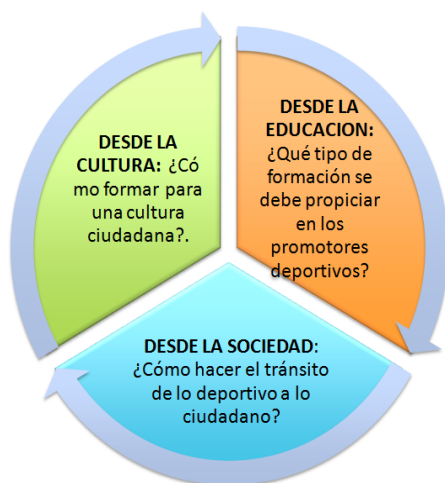 DESDE LA
CULTURA: ¿Có
mo formar para
una cultura
ciudadana?.
DESDE LA
EDUCACION:
¿Qué tipo de
formación se
debe propiciar
en los
promotores
deportivos?
DESDE LA SOCIEDAD:
¿Cómo hacer el tránsito
de lo deportivo a lo
ciudadano?